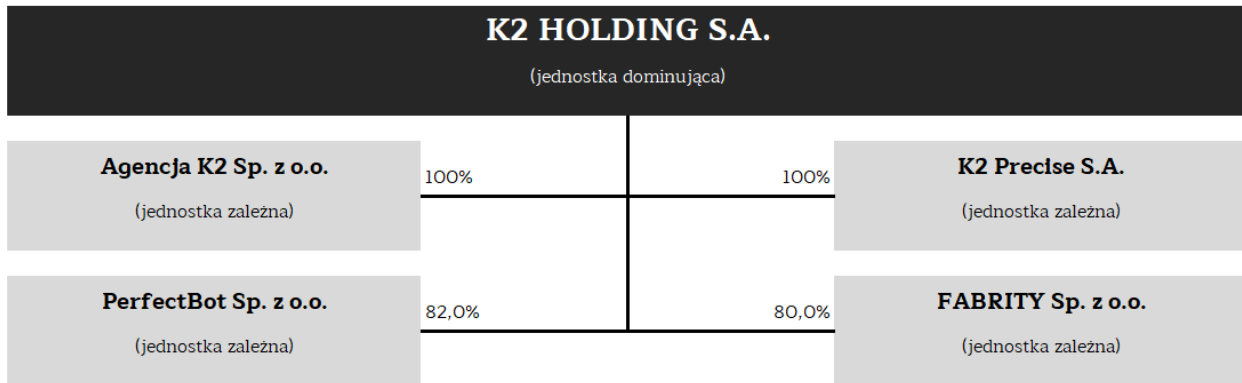 K2 HOLDING S.A.
(jednostka dominująca)
Agencja K2 Sp. z o.o.
(jednostka zależna)
100%
100%
K2 Precise S.A.
(jednostka zależna)
PerfectBot Sp. z o.o.
(jednostka zależna)
82,0%
80,0%
FABRITY Sp. z o.o.
(jednostka zależna)